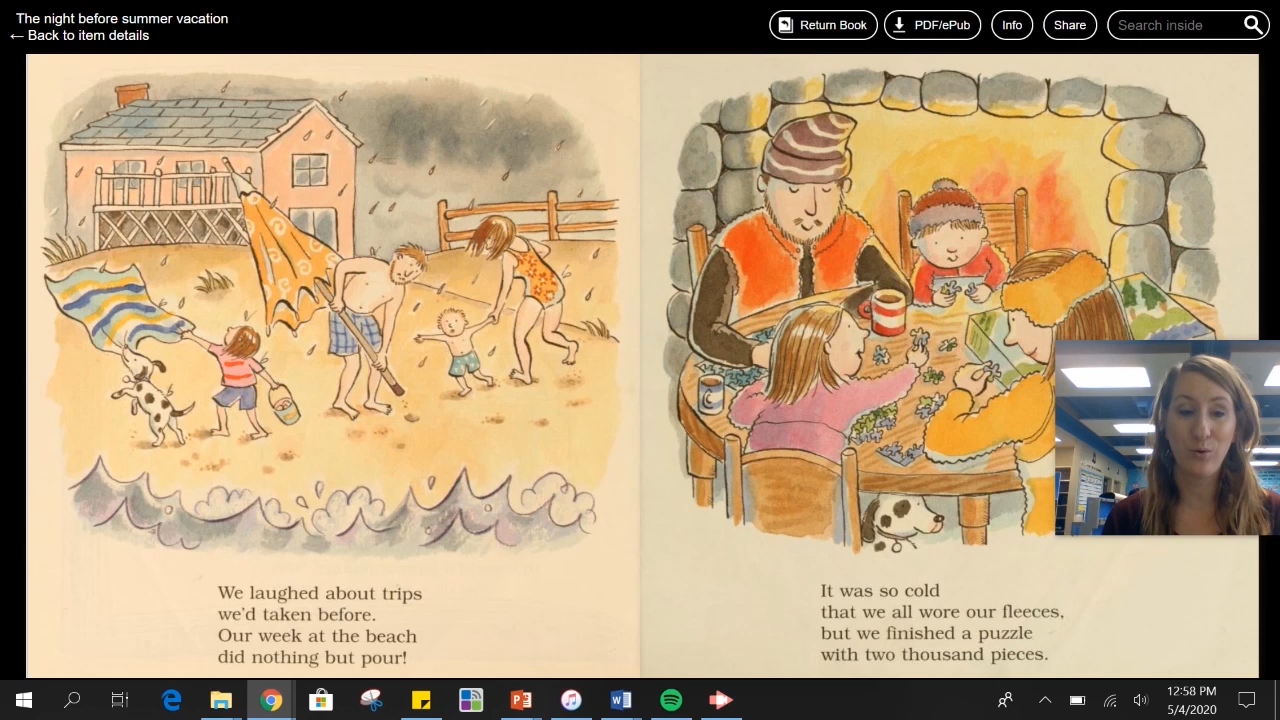 The night before summer vacation
← Back to item details
Return Book
PDF/ePub
Info
Share
Search inside
We laughed about trips
we'd taken before.
Our week at the beach
did nothing but pour!
It was so cold
that we all wore our fleeces,
but we finished a puzzle
with two thousand pieces.
12:58 PM
5/4/2020